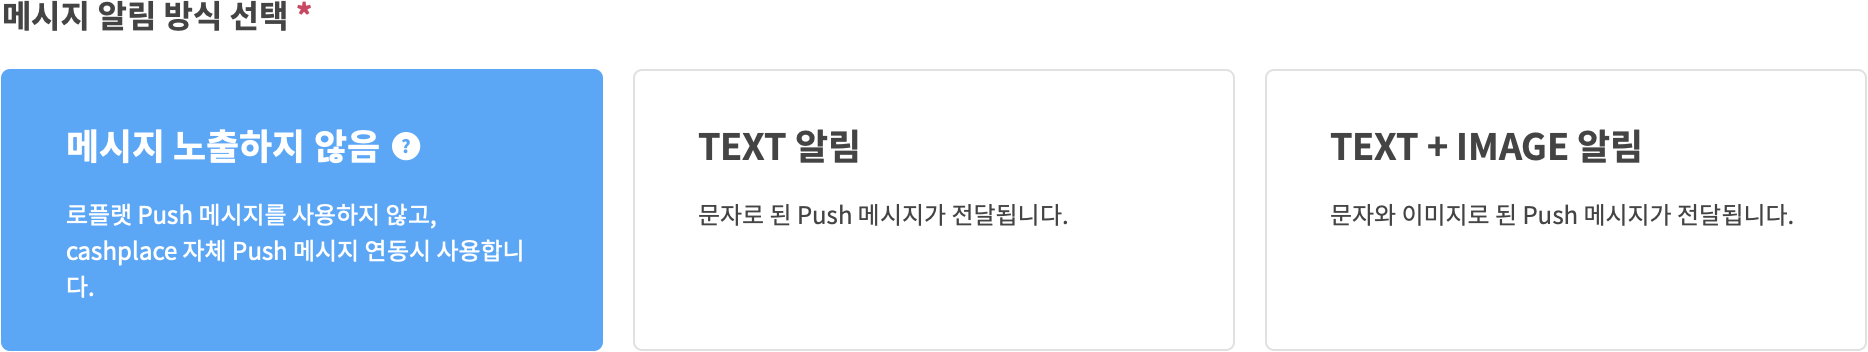 메시지 알림 방식 선택 *
메시지 노출하지 않음 ?
로플랫 Push 메시지를 사용하지 않고,
cashplace 자체 Push 메시지 연동시 사용합니
다.
TEXT 알림
문자로 된 Push 메시지가 전달됩니다.
TEXT + IMAGE 알림
문자와 이미지로 된 Push 메시지가 전달됩니다.